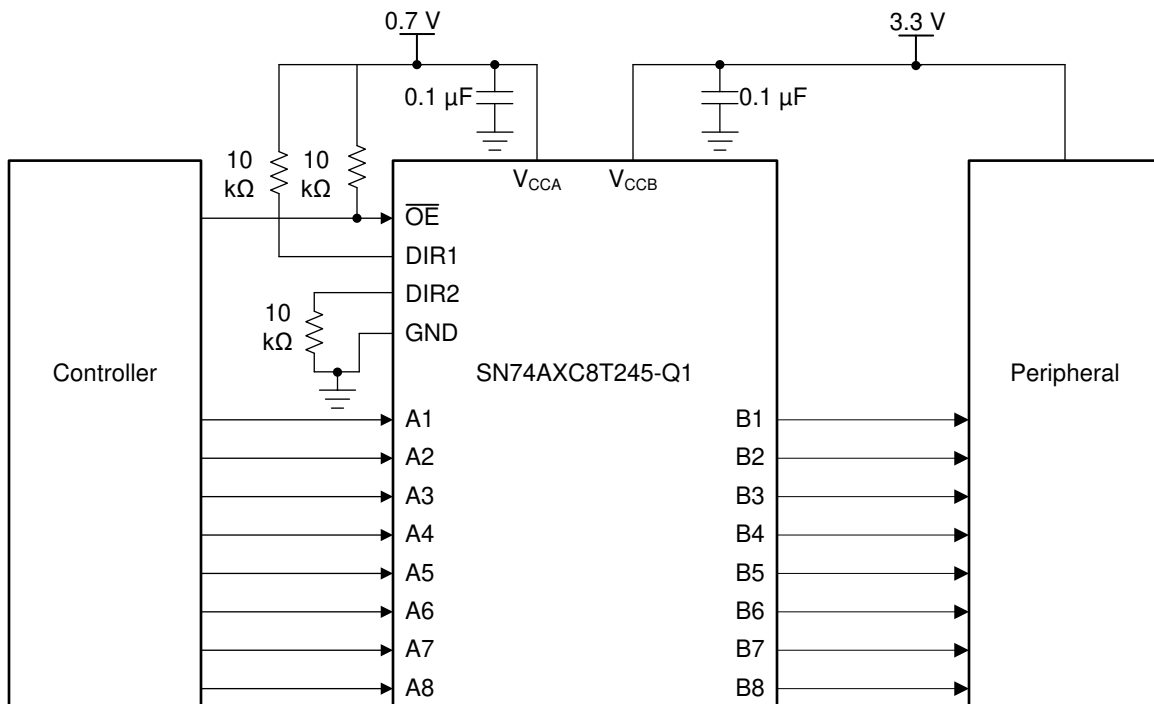 0.7 V
3.3 V
0.1 µF
0.1 µF
10
kΩ
10
kΩ
VCCA
VCCB
OE
DIR1
DIR2
10
kΩ
GND
Controller
SN74AXC8T245-Q1
Peripheral
A1
B1
A2
B2
A3
B3
A4
B4
A5
B5
A6
B6
A7
B7
A8
B8